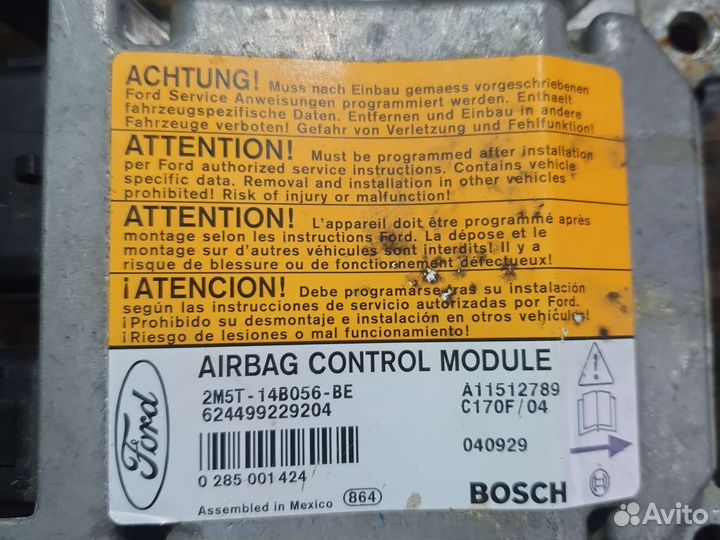 ACHTUNG! Muss nach Einbau gemaess vorgeschriebenen
Ford Service Anweisungen programmiert werden. Enthaelt
fahrzeugspezifische Daten. Entfernen und Einbau in andere
Fahrzeuge verboten! Gefahr von Verletzung und Fehlfunktion!
ATTENTION! Must be programmed after installation
per Ford authorized service instructions. Contains vehicle
specific data. Removal and installation in other vehicles
prohibited! Risk of injury or malfunction!
ATTENTION! L'appareil doit être programmé après
montage selon les instructions Ford. La dépose et le
montage sur d'autres véhicules sont interdits! Il y a
risque de blessure ou de fonctionnement défectueux!
¡ATENCION! Debe programarse tras su instalación
según las instrucciones de servicio autorizadas por Ford.
¡Prohibido su desmontaje e instalación en otros vehículos!
¡Riesgo de lesiones o mal funcionamiento!
AIRBAG CONTROL MODULE
2M5T-14B056-BE A11512789
624499229204 C170F/04
Ford
040929
0 285 001 424
Assembled in Mexico 864 BOSCH
Avito